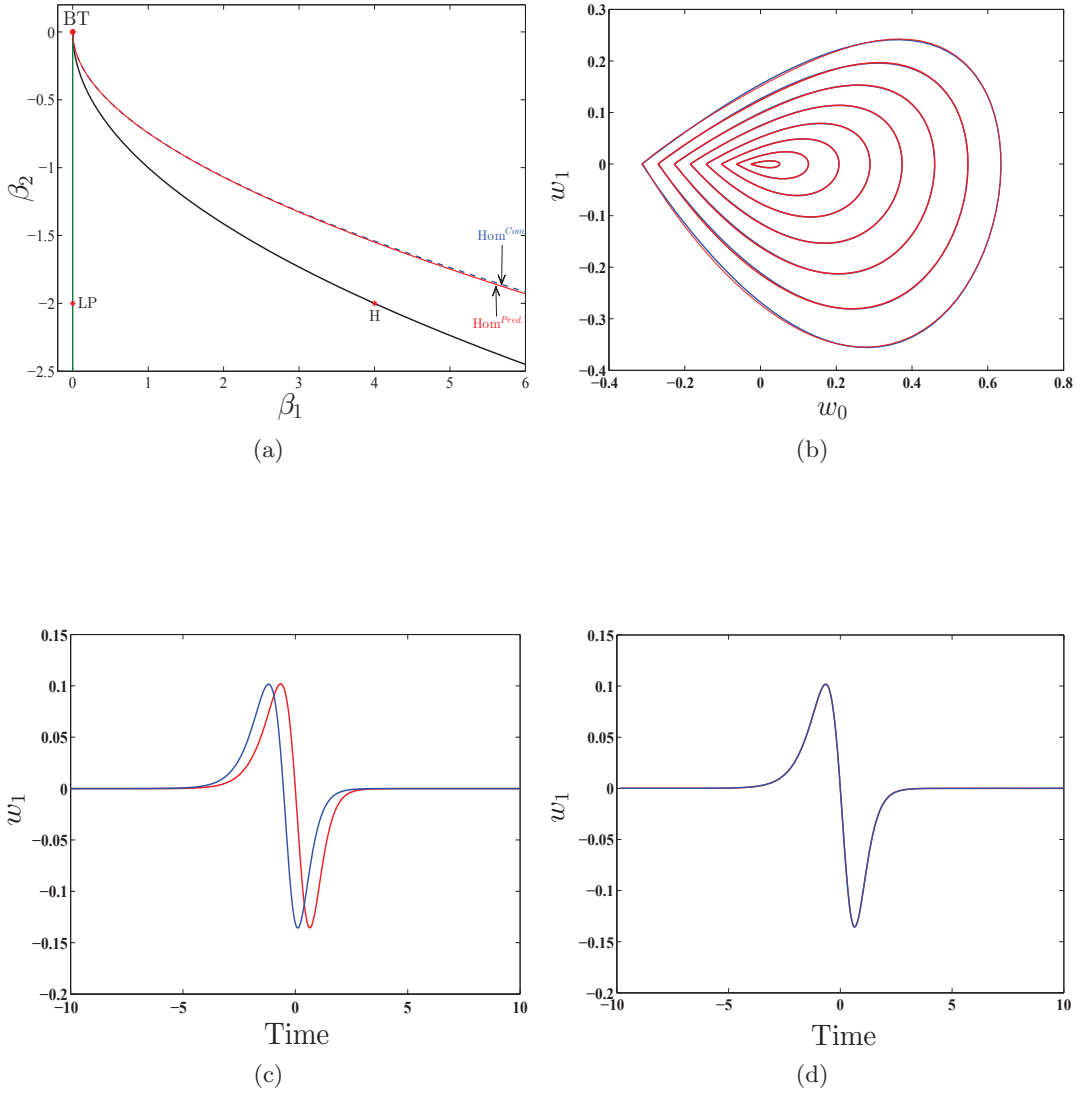 BT
0
−0.5
−1
−1.5
−2
−2.5
β₂
LP
H
Hom^{Com}
Hom^{Pred.}
0 1 2 3 4 5 6
β₁
(a)
0.3
0.2
0.1
0
−0.1
−0.2
−0.3
−0.4
w₁
−0.4 −0.2 0 0.2 0.4 0.6 0.8
w₀
(b)
0.15
0.1
0.05
0
−0.05
−0.1
−0.15
−0.2
w₁
−10 −5 0 5 10
Time
(c)
0.15
0.1
0.05
0
−0.05
−0.1
−0.15
−0.2
w₁
−10 −5 0 5 10
Time
(d)